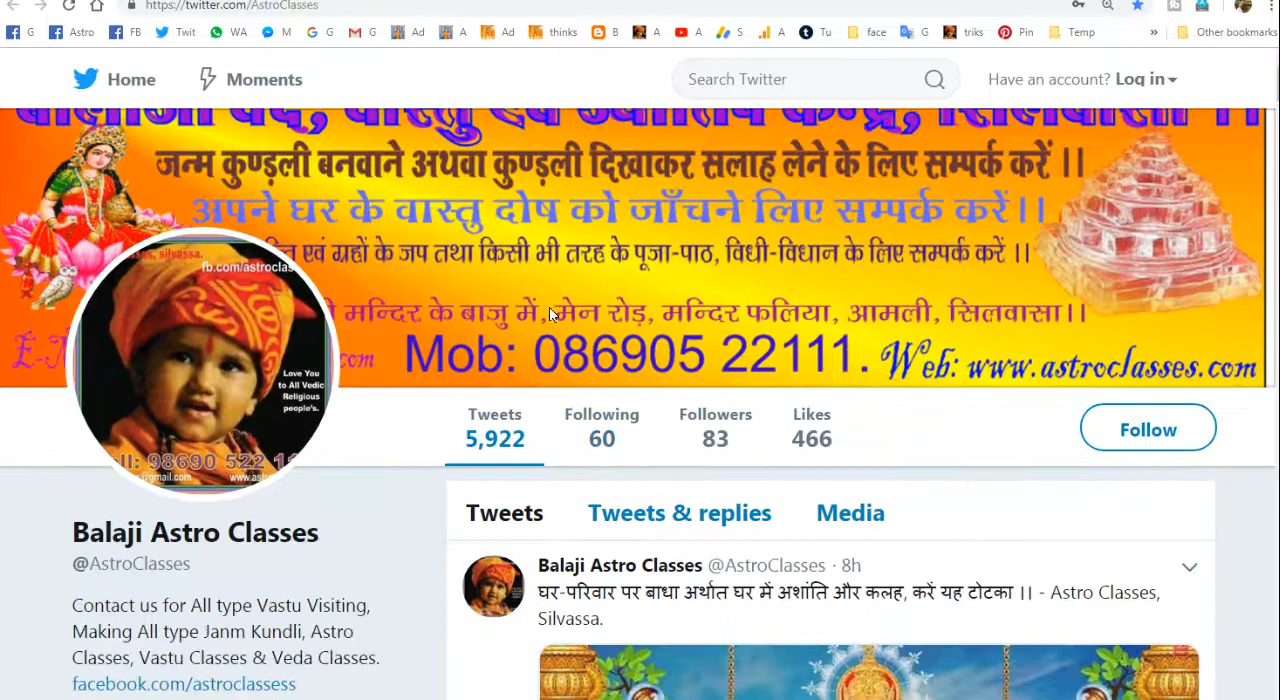 https://twitter.com/AstroClasses
G Astro FB Twit WA M G G Ad A Ad thinks B A A S A Tu face G triks Pin Temp » Other bookmarks
Home Moments Search Twitter Have an account? Log in
जन्म कुण्डली बनवाने अथवा कुण्डली दिखाकर सलाह लेने के लिए सम्पर्क करें ।।
अपने घर के वास्तु दोष को जाँचने लिए सम्पर्क करें ।।
एवं ग्रहों के जप तथा किसी भी तरह के पूजा-पाठ, विधी-विधान के लिए सम्पर्क करें ।।
मन्दिर के बाजु में, मेन रोड़, मन्दिर फलिया, आमली, सिलवासा।।
com Mob: 086905 22111. Web: www.astroclasses.com
silvassa.
fb.com/astroclas
Love You
to All Vedic
Religious
people's.
98690 522
Tweets Following Followers Likes
5,922 60 83 466
Follow
Tweets Tweets & replies Media
Balaji Astro Classes
@AstroClasses
Contact us for All type Vastu Visiting,
Making All type Janm Kundli, Astro
Classes, Vastu Classes & Veda Classes.
facebook.com/astroclassess
Balaji Astro Classes @AstroClasses · 8h
घर-परिवार पर बाधा अर्थात घर में अशांति और कलह, करें यह टोटका ।। - Astro Classes,
Silvassa.